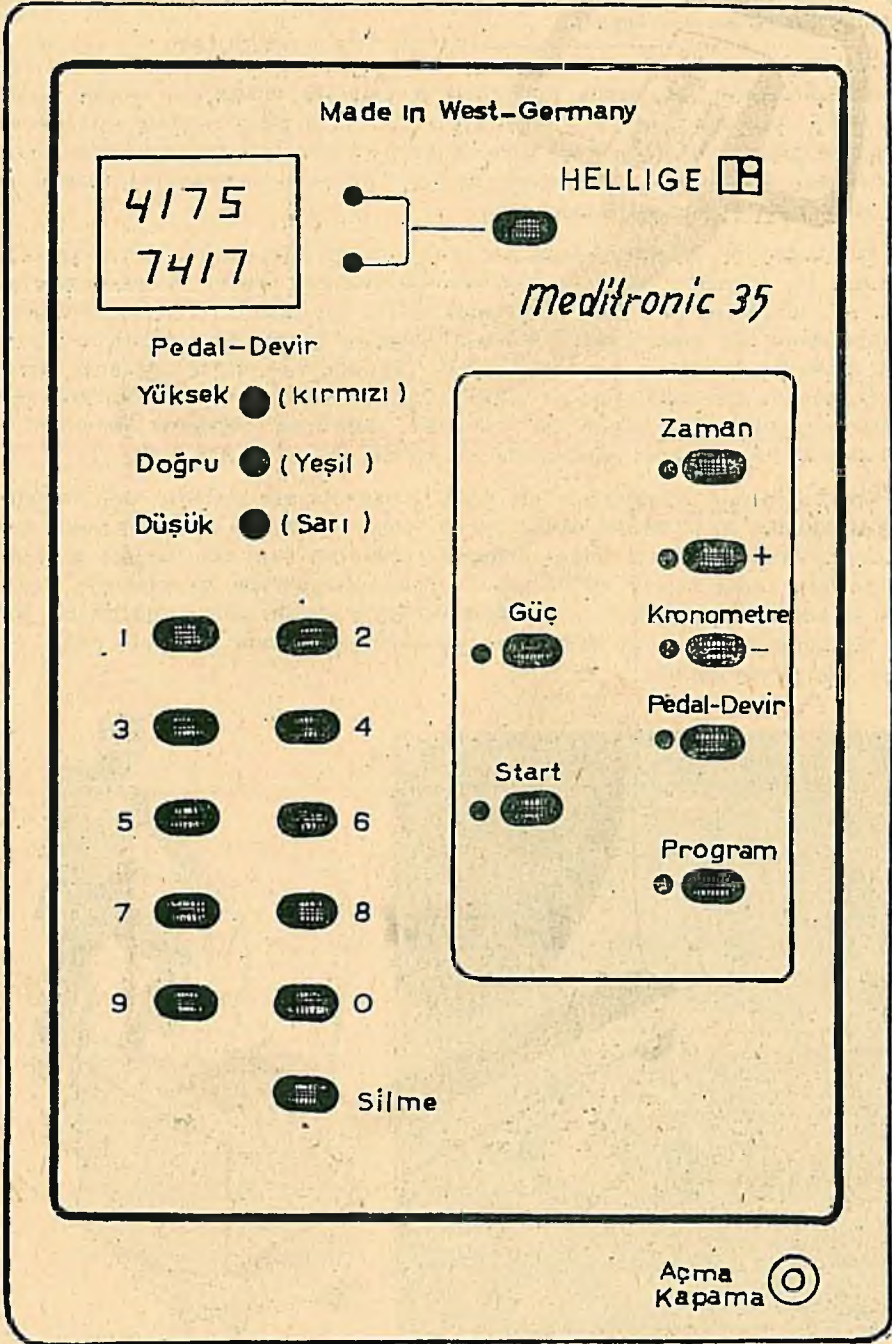 Made in West-Germany
HELLIGE
4175
7417
Meditronic 35
Pedal-Devir
Yüksek (kırmızı)
Doğru (Yeşil)
Düşük (Sarı)
Zaman
+
Güç
Kronometre
-
Pedal-Devir
Start
Program
1 2
3 4
5 6
7 8
9 0
Silme
Açma
Kapama